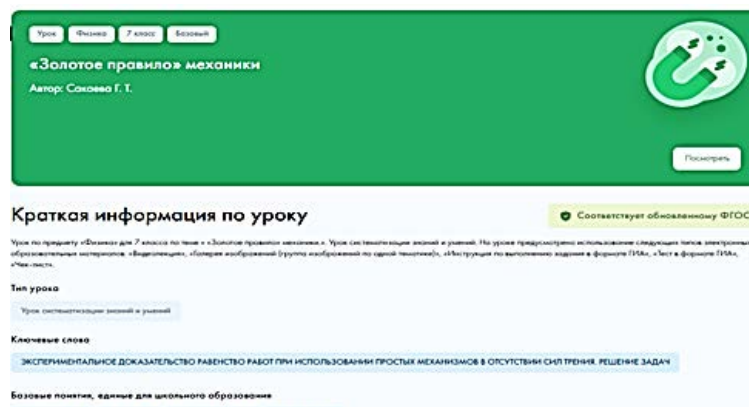 Урок Физика 7 класс Базовый
«Золотое правило» механики
Автор: Сакаева Г. Т.
Посмотреть
Краткая информация по уроку
Соответствует обновленному ФГОС
Урок по предмету «Физика» для 7 класса по теме « «Золотое правило» механики.». Урок систематизации знаний и умений. На уроке предусмотрено использование следующих типов электронных
образовательных материалов: «Видеолекция», «Галерея изображений (группа изображений по одной тематике)», «Инструкция по выполнению задания в формате ГИА», «Тест в формате ГИА»,
«Чек-лист».
Тип урока
Урок систематизации знаний и умений
Ключевые слова
ЭКСПЕРИМЕНТАЛЬНОЕ ДОКАЗАТЕЛЬСТВО РАВЕНСТВО РАБОТ ПРИ ИСПОЛЬЗОВАНИИ ПРОСТЫХ МЕХАНИЗМОВ В ОТСУТСТВИИ СИЛ ТРЕНИЯ. РЕШЕНИЕ ЗАДАЧ
Базовые понятия, единые для школьного образования